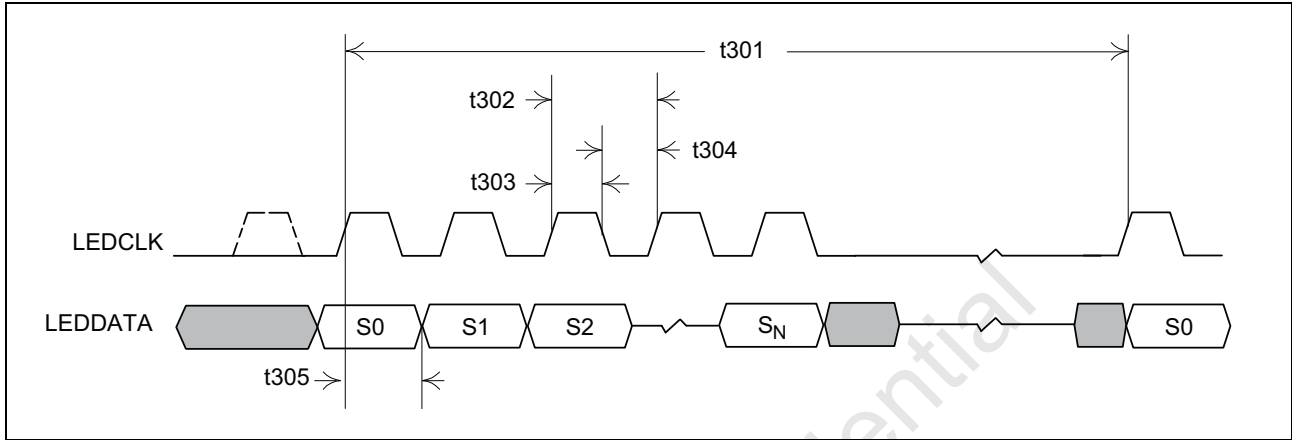 t301
t302
t304
t303
LEDCLK
LEDDATA S0 S1 S2 SN S0
t305